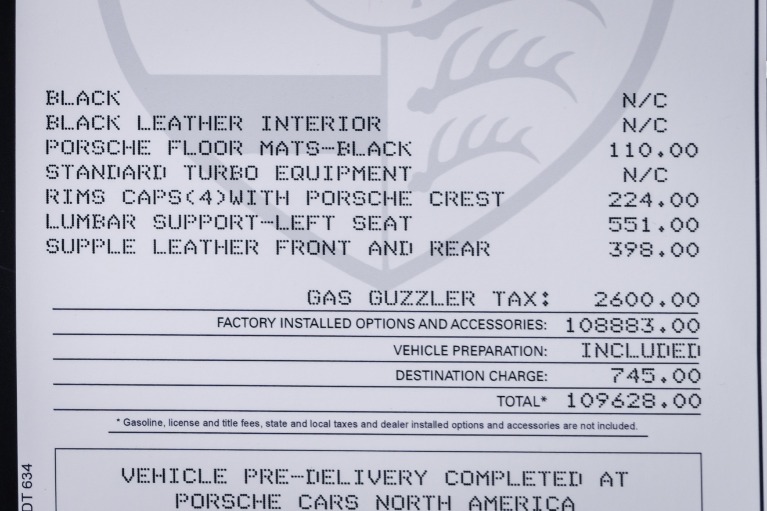 BLACK N/C
BLACK LEATHER INTERIOR N/C
PORSCHE FLOOR MATS-BLACK 110.00
STANDARD TURBO EQUIPMENT N/C
RIMS CAPS(4)WITH PORSCHE CREST 224.00
LUMBAR SUPPORT-LEFT SEAT 551.00
SUPPLE LEATHER FRONT AND REAR 398.00
GAS GUZZLER TAX: 2600.00
FACTORY INSTALLED OPTIONS AND ACCESSORIES: 108883.00
VEHICLE PREPARATION: INCLUDED
DESTINATION CHARGE: 745.00
TOTAL* 109628.00
* Gasoline, license and title fees, state and local taxes and dealer installed options and accessories are not included.
VEHICLE PRE-DELIVERY COMPLETED AT
PORSCHE CARS NORTH AMERICA
DT 634